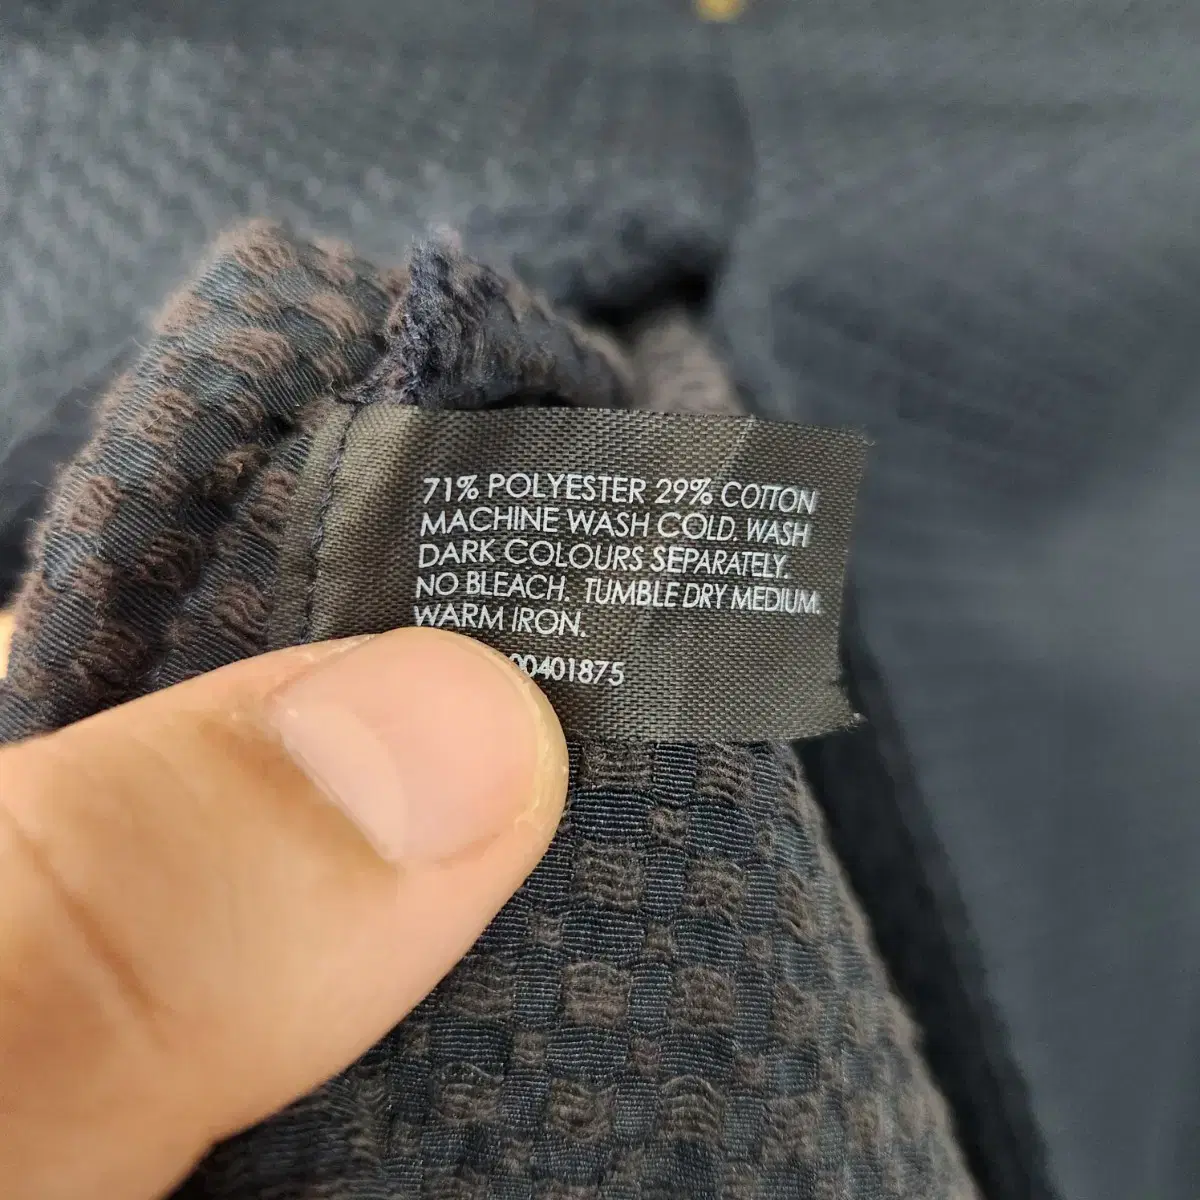 71% POLYESTER 29% COTTON
MACHINE WASH COLD. WASH
DARK COLOURS SEPARATELY.
NO BLEACH. TUMBLE DRY MEDIUM.
WARM IRON.
00401875